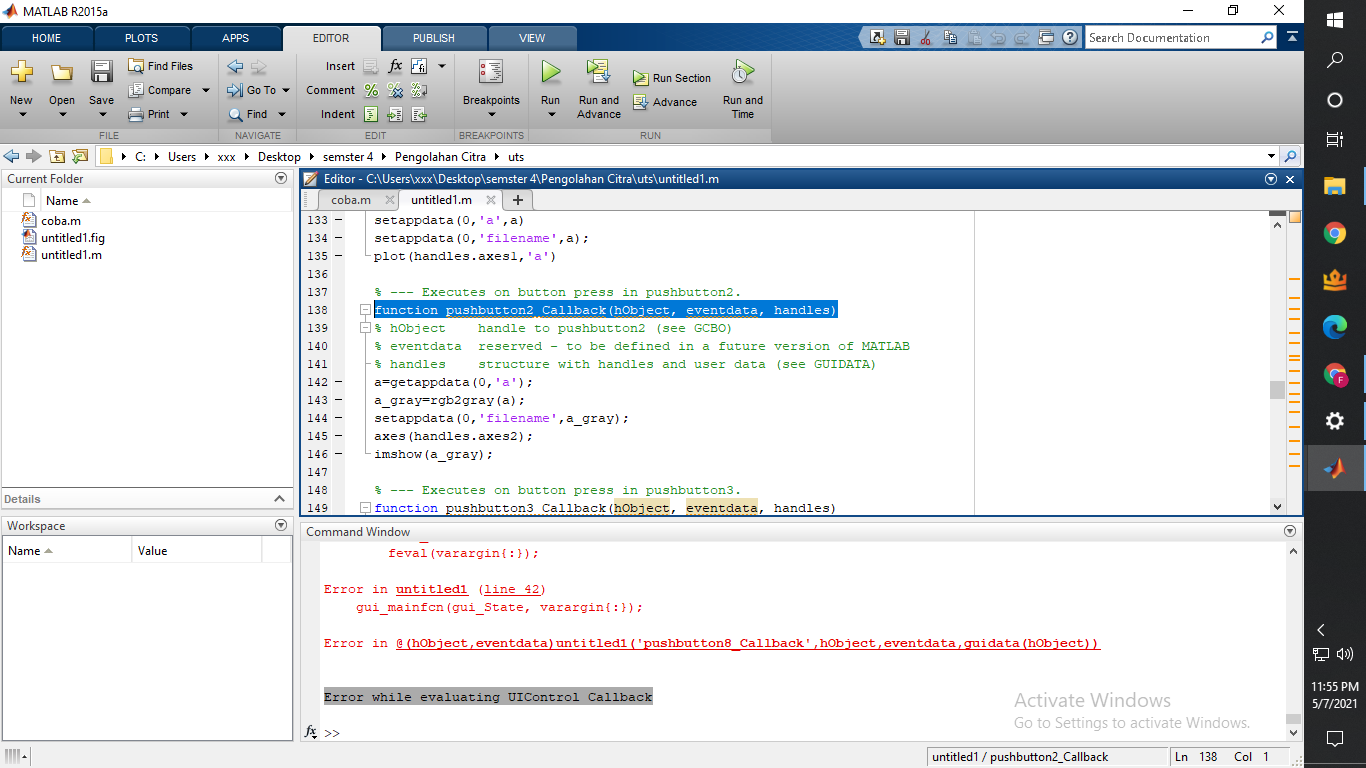 MATLAB R2015a
HOME PLOTS APPS EDITOR PUBLISH VIEW
Search Documentation
New Open Save
Find Files
Compare
Print
Go To
Find
Insert
Comment
Indent
fx
Breakpoints
Run
Run and Advance
Run Section
Advance
Run and Time
FILE NAVIGATE EDIT BREAKPOINTS RUN
C: Users xxx Desktop semster 4 Pengolahan Citra uts
Current Folder
Name
coba.m
untitled1.fig
untitled1.m
Details
Workspace
Name Value
Editor - C:\Users\xxx\Desktop\semster 4\Pengolahan Citra\uts\untitled1.m
coba.m untitled1.m
133 – setappdata(0,'a',a)
134 – setappdata(0,'filename',a);
135 – plot(handles.axes1,'a')
136
137 % --- Executes on button press in pushbutton2.
138 function pushbutton2_Callback(hObject, eventdata, handles)
139 % hObject    handle to pushbutton2 (see GCBO)
140 % eventdata  reserved - to be defined in a future version of MATLAB
141 % handles    structure with handles and user data (see GUIDATA)
142 – a=getappdata(0,'a');
143 – a_gray=rgb2gray(a);
144 – setappdata(0,'filename',a_gray);
145 – axes(handles.axes2);
146 – imshow(a_gray);
147
148 % --- Executes on button press in pushbutton3.
149 function pushbutton3_Callback(hObject, eventdata, handles)
Command Window
feval(varargin{:});
Error in untitled1 (line 42)
gui_mainfcn(gui_State, varargin{:});
Error in @(hObject,eventdata)untitled1('pushbutton8_Callback',hObject,eventdata,guidata(hObject))
Error while evaluating UIControl Callback
fx >>
Activate Windows
Go to Settings to activate Windows.
untitled1 / pushbutton2_Callback
Ln 138 Col 1
F
11:55 PM
5/7/2021